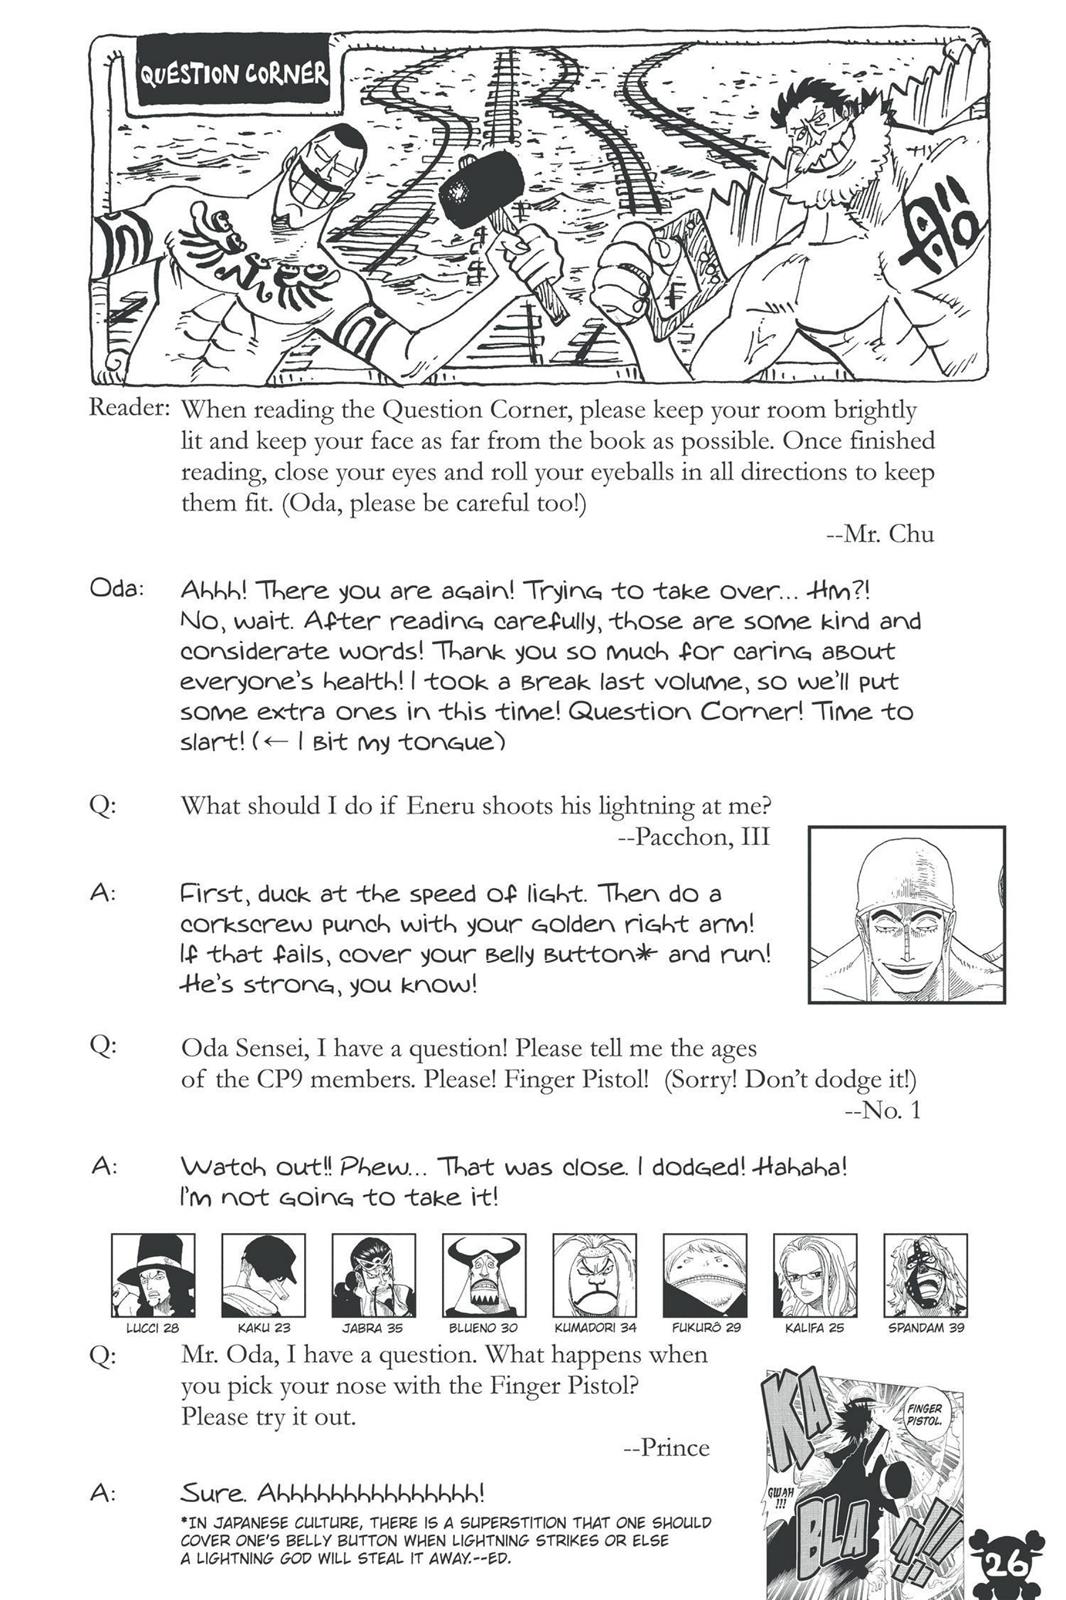 QUESTION CORNER
Reader: When reading the Question Corner, please keep your room brightly
lit and keep your face as far from the book as possible. Once finished
reading, close your eyes and roll your eyeballs in all directions to keep
them fit. (Oda, please be careful too!)
--Mr. Chu
Oda: Ahhh! There you are again! Trying to take over... Hm?!
No, wait. After reading carefully, those are some kind and
considerate words! Thank you so much for caring about
everyone's health! I took a break last volume, so we'll put
some extra ones in this time! Question Corner! Time to
slart! (← I bit my tongue)
Q: What should I do if Eneru shoots his lightning at me?
--Pacchon, III
A: First, duck at the speed of light. Then do a
corkscrew punch with your golden right arm!
If that fails, cover your belly button* and run!
He's strong, you know!
Q: Oda Sensei, I have a question! Please tell me the ages
of the CP9 members. Please! Finger Pistol! (Sorry! Don't dodge it!)
--No. 1
A: Watch out!! Phew... That was close. I dodged! Hahaha!
I'm not going to take it!
LUCCI 28 KAKU 23 JABRA 35 BLUENO 30 KUMADORI 34 FUKURŌ 29 KALIFA 25 SPANDAM 39
Q: Mr. Oda, I have a question. What happens when
you pick your nose with the Finger Pistol?
Please try it out.
--Prince
A: Sure. Ahhhhhhhhhhhhhhh!
*IN JAPANESE CULTURE, THERE IS A SUPERSTITION THAT ONE SHOULD
COVER ONE'S BELLY BUTTON WHEN LIGHTNING STRIKES OR ELSE
A LIGHTNING GOD WILL STEAL IT AWAY.--ED.
KA
FINGER
PISTOL.
GWAH
!!!
BLA
26